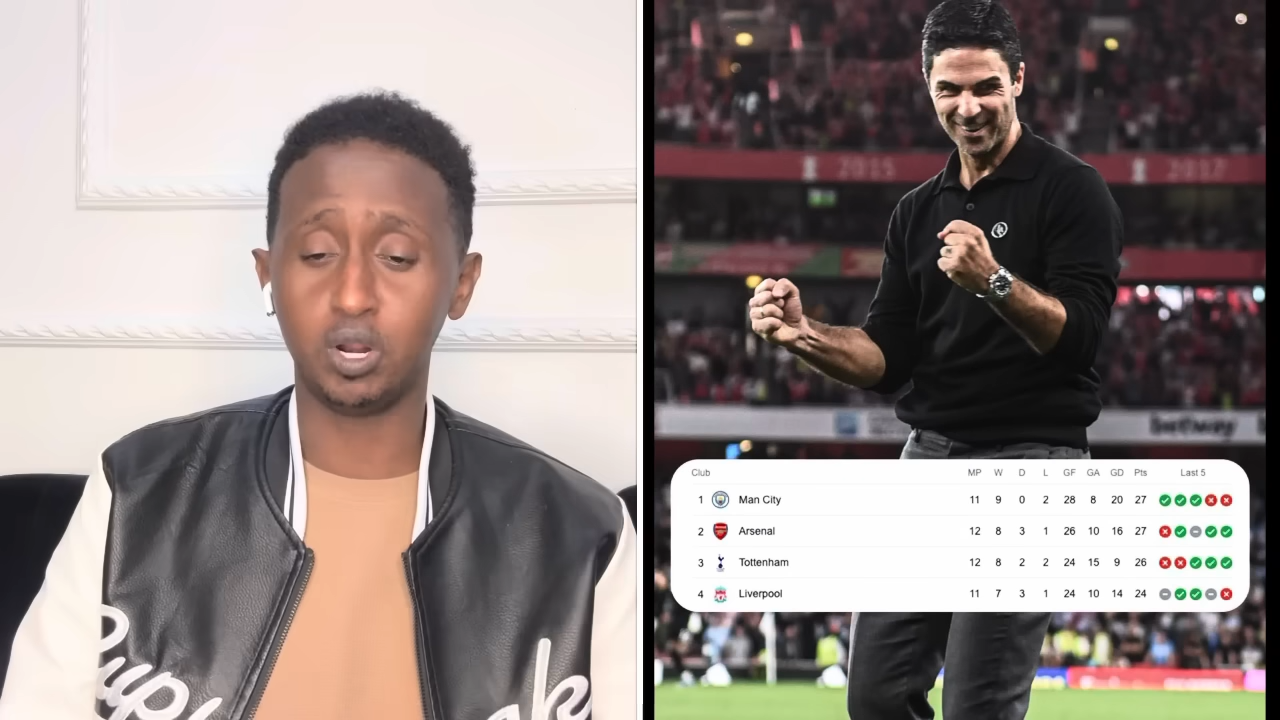 2015 2017
betway
Club MP W D L GF GA GD Pts Last 5
1 Man City 11 9 0 2 28 8 20 27
2 Arsenal 12 8 3 1 26 10 16 27
3 Tottenham 12 8 2 2 24 15 9 26
4 Liverpool 11 7 3 1 24 10 14 24